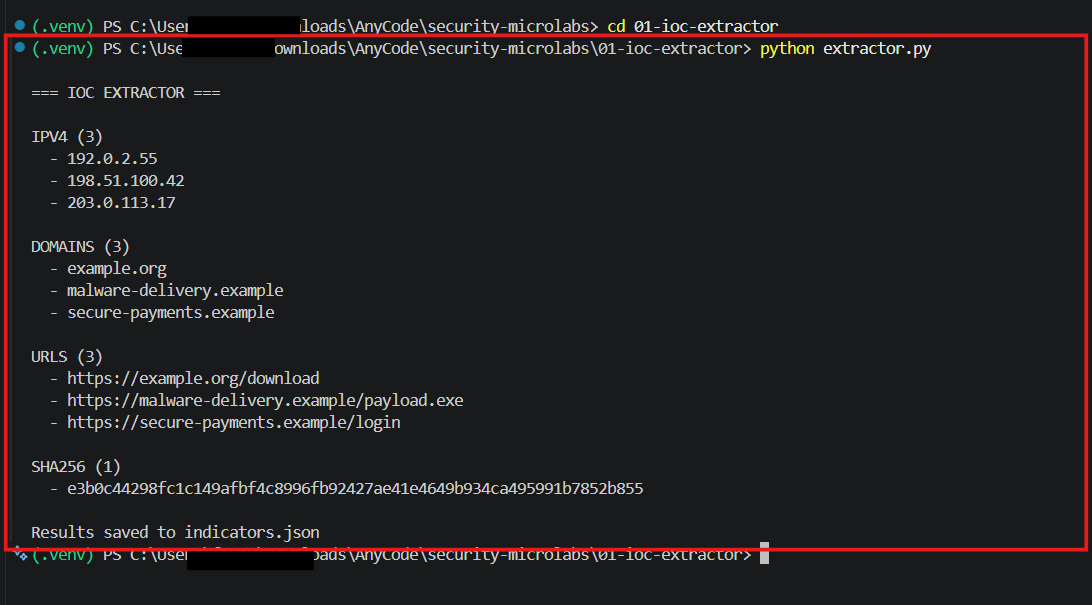 (.venv) PS C:\User loads\AnyCode\security-microlabs> cd 01-ioc-extractor
(.venv) PS C:\Use ownloads\AnyCode\security-microlabs\01-ioc-extractor> python extractor.py
=== IOC EXTRACTOR ===
IPV4 (3)
- 192.0.2.55
- 198.51.100.42
- 203.0.113.17
DOMAINS (3)
- example.org
- malware-delivery.example
- secure-payments.example
URLS (3)
- https://example.org/download
- https://malware-delivery.example/payload.exe
- https://secure-payments.example/login
SHA256 (1)
- e3b0c44298fc1c149afbf4c8996fb92427ae41e4649b934ca495991b7852b855
Results saved to indicators.json
(.venv) PS C:\User loads\AnyCode\security-microlabs\01-ioc-extractor>